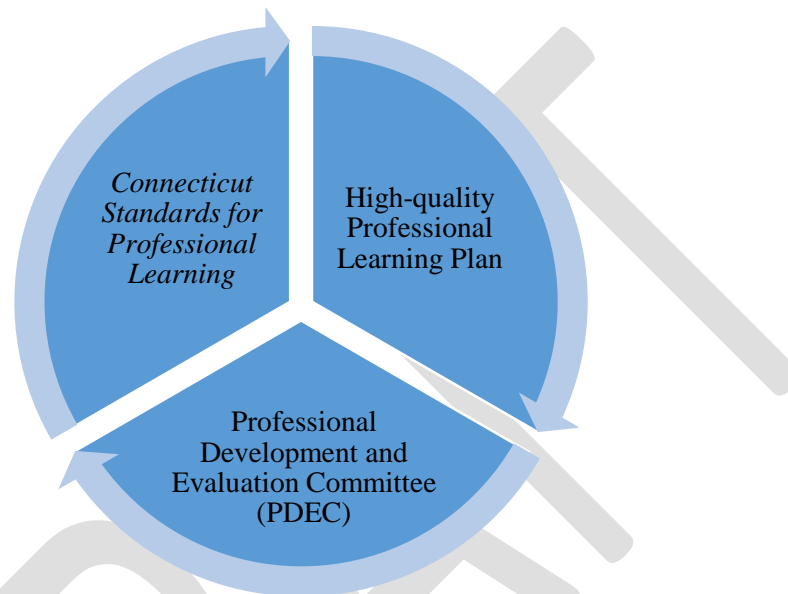 Connecticut
Standards for
Professional
Learning
High-quality
Professional
Learning Plan
Professional
Development and
Evaluation Committee
(PDEC)